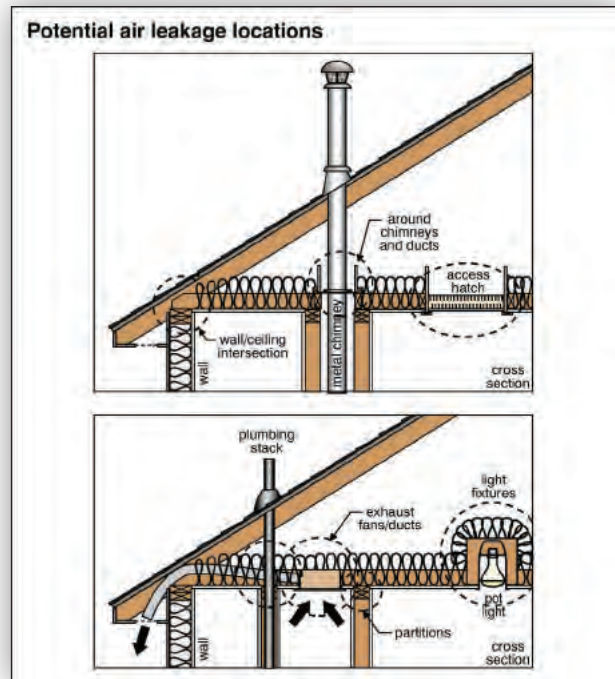 Potential air leakage locations
around
chimneys
and ducts
access
hatch
wall/ceiling
intersection
wall
metal chimney
cross
section
plumbing
stack
exhaust
fans/ducts
light
fixtures
pot
light
partitions
wall
cross
section